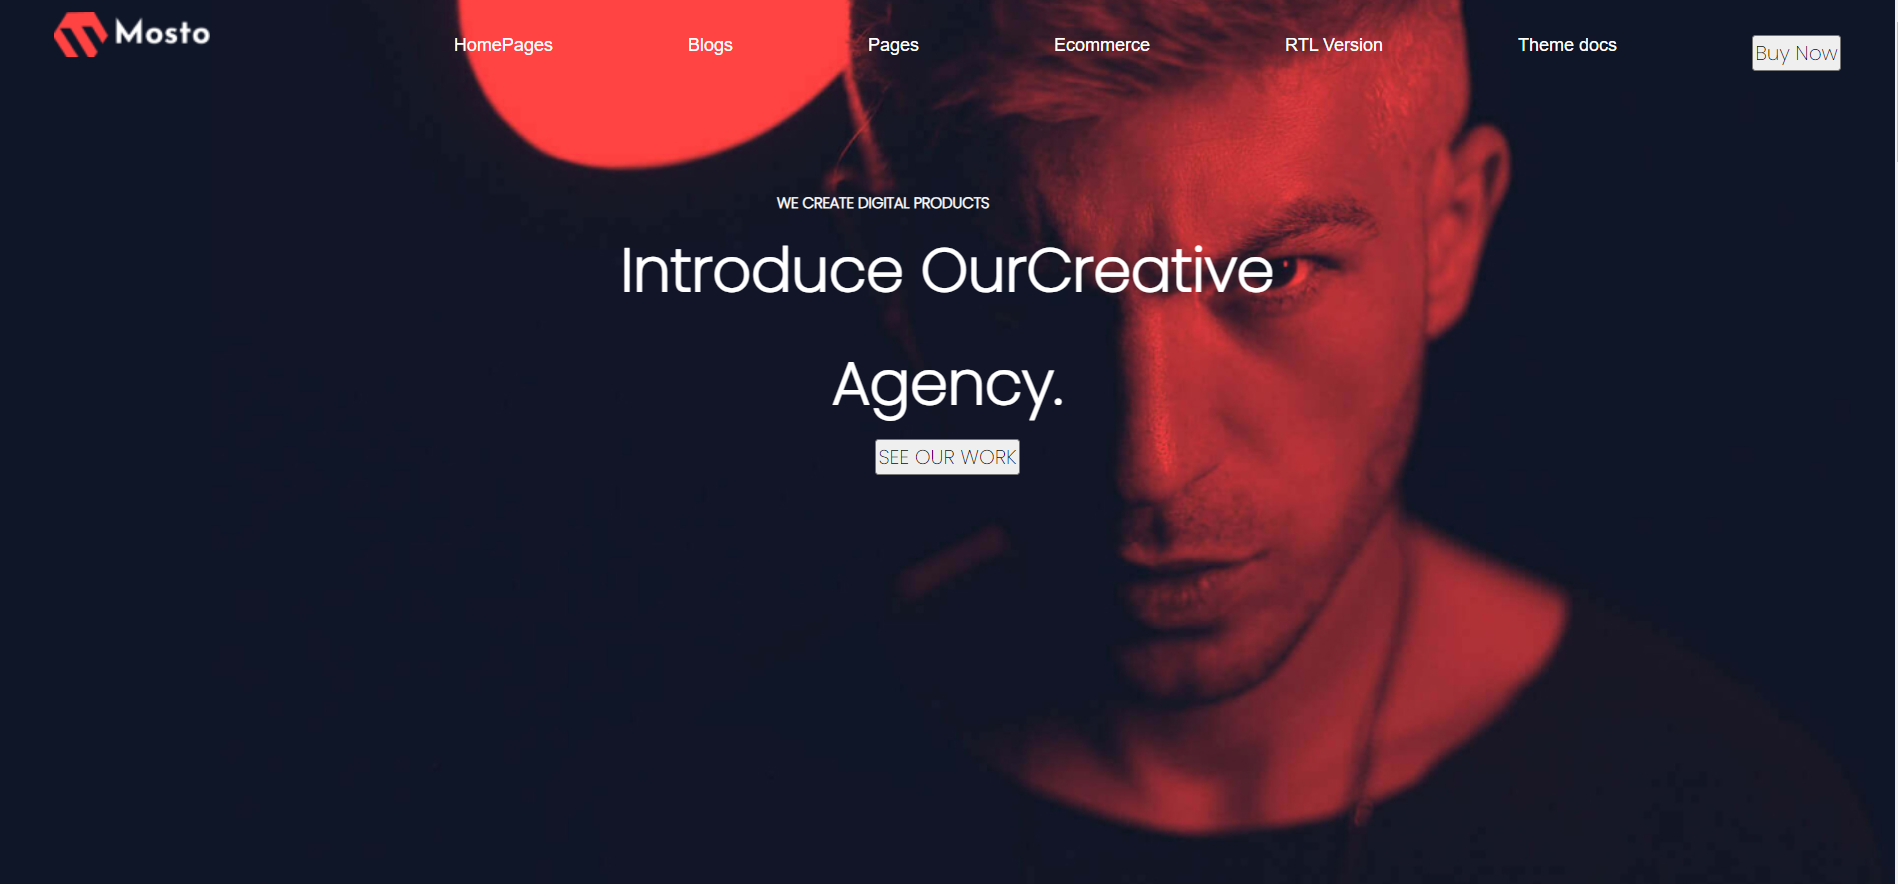 Mosto
HomePages
Blogs
Pages
Ecommerce
RTL Version
Theme docs
Buy Now
WE CREATE DIGITAL PRODUCTS
Introduce OurCreative
Agency.
SEE OUR WORK